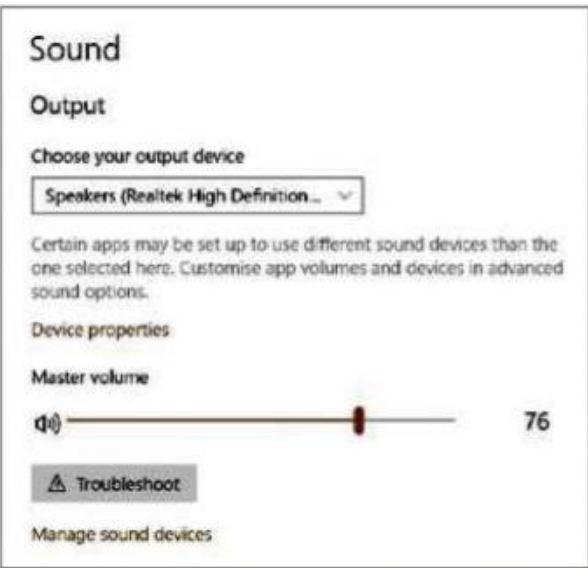 Sound
Output
Choose your output device
Speakers (Realtek High Definition...
Certain apps may be set up to use different sound devices than the
one selected here. Customise app volumes and devices in advanced
sound options.
Device properties
Master volume
76
Troubleshoot
Manage sound devices